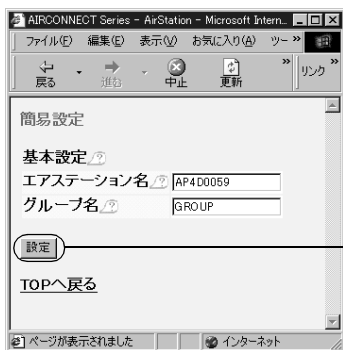 AIRCONNECT Series - AirStation - Microsoft Intern...
ファイル(F) 編集(E) 表示(V) お気に入り(A) ツー »
戻る 進む 中止 更新 » リンク »
簡易設定
基本設定 ?
エアステーション名 ? AP4D0059
グループ名 ? GROUP
設定
TOPへ戻る
ページが表示されました インターネット